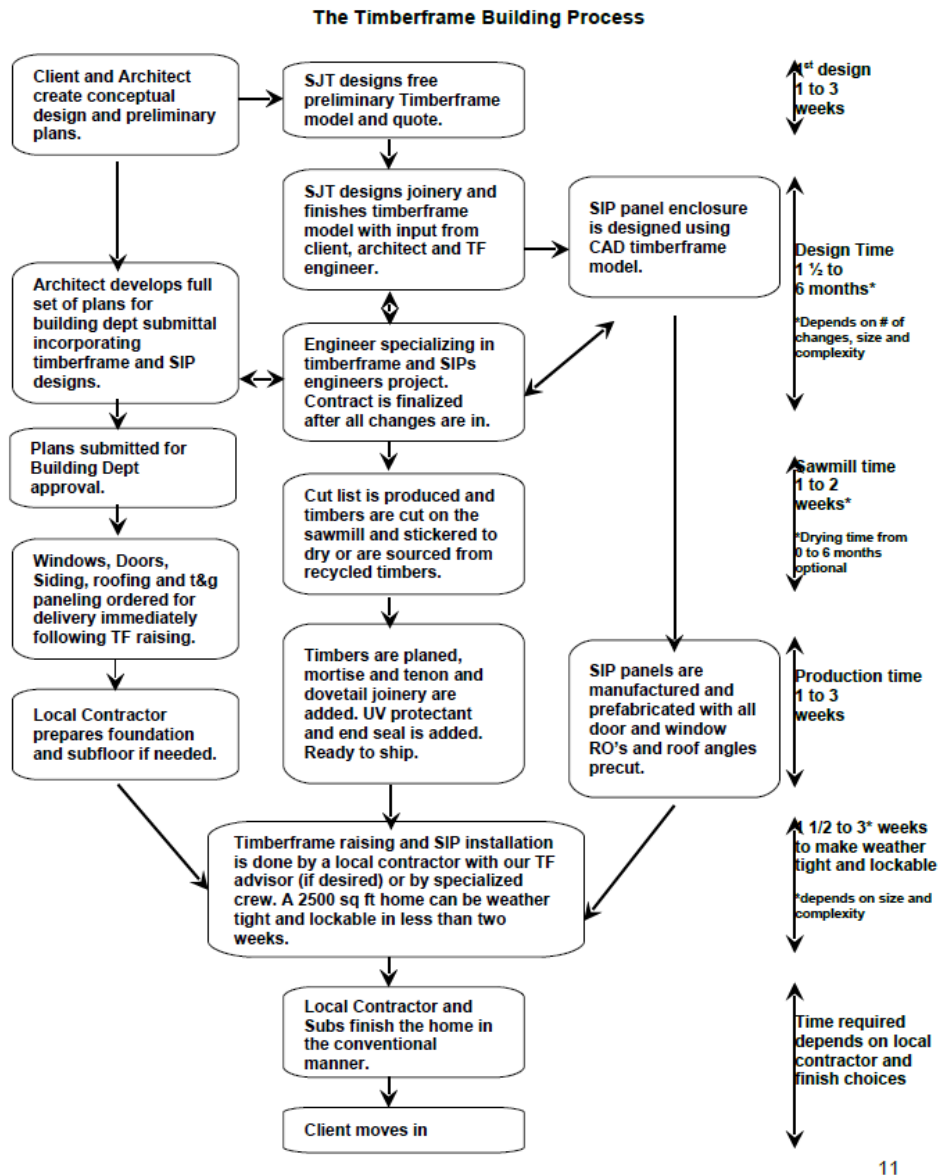 The Timberframe Building Process
Client and Architect
create conceptual
design and preliminary
plans.
SJT designs free
preliminary Timberframe
model and quote.
1st design
1 to 3
weeks
SJT designs joinery and
finishes timberframe
model with input from
client, architect and TF
engineer.
SIP panel enclosure
is designed using
CAD timberframe
model.
Design Time
1 ½ to
6 months*
*Depends on # of
changes, size and
complexity
Architect develops full
set of plans for
building dept submittal
incorporating
timberframe and SIP
designs.
Engineer specializing in
timberframe and SIPs
engineers project.
Contract is finalized
after all changes are in.
Plans submitted for
Building Dept
approval.
Cut list is produced and
timbers are cut on the
sawmill and stickered to
dry or are sourced from
recycled timbers.
Sawmill time
1 to 2
weeks*
*Drying time from
0 to 6 months
optional
Windows, Doors,
Siding, roofing and t&g
paneling ordered for
delivery immediately
following TF raising.
Timbers are planed,
mortise and tenon and
dovetail joinery are
added. UV protectant
and end seal is added.
Ready to ship.
SIP panels are
manufactured and
prefabricated with all
door and window
RO's and roof angles
precut.
Production time
1 to 3
weeks
Local Contractor
prepares foundation
and subfloor if needed.
Timberframe raising and SIP installation
is done by a local contractor with our TF
advisor (if desired) or by specialized
crew. A 2500 sq ft home can be weather
tight and lockable in less than two
weeks.
1 1/2 to 3* weeks
to make weather
tight and lockable
*depends on size and
complexity
Local Contractor and
Subs finish the home in
the conventional
manner.
Time required
depends on local
contractor and
finish choices
Client moves in
11